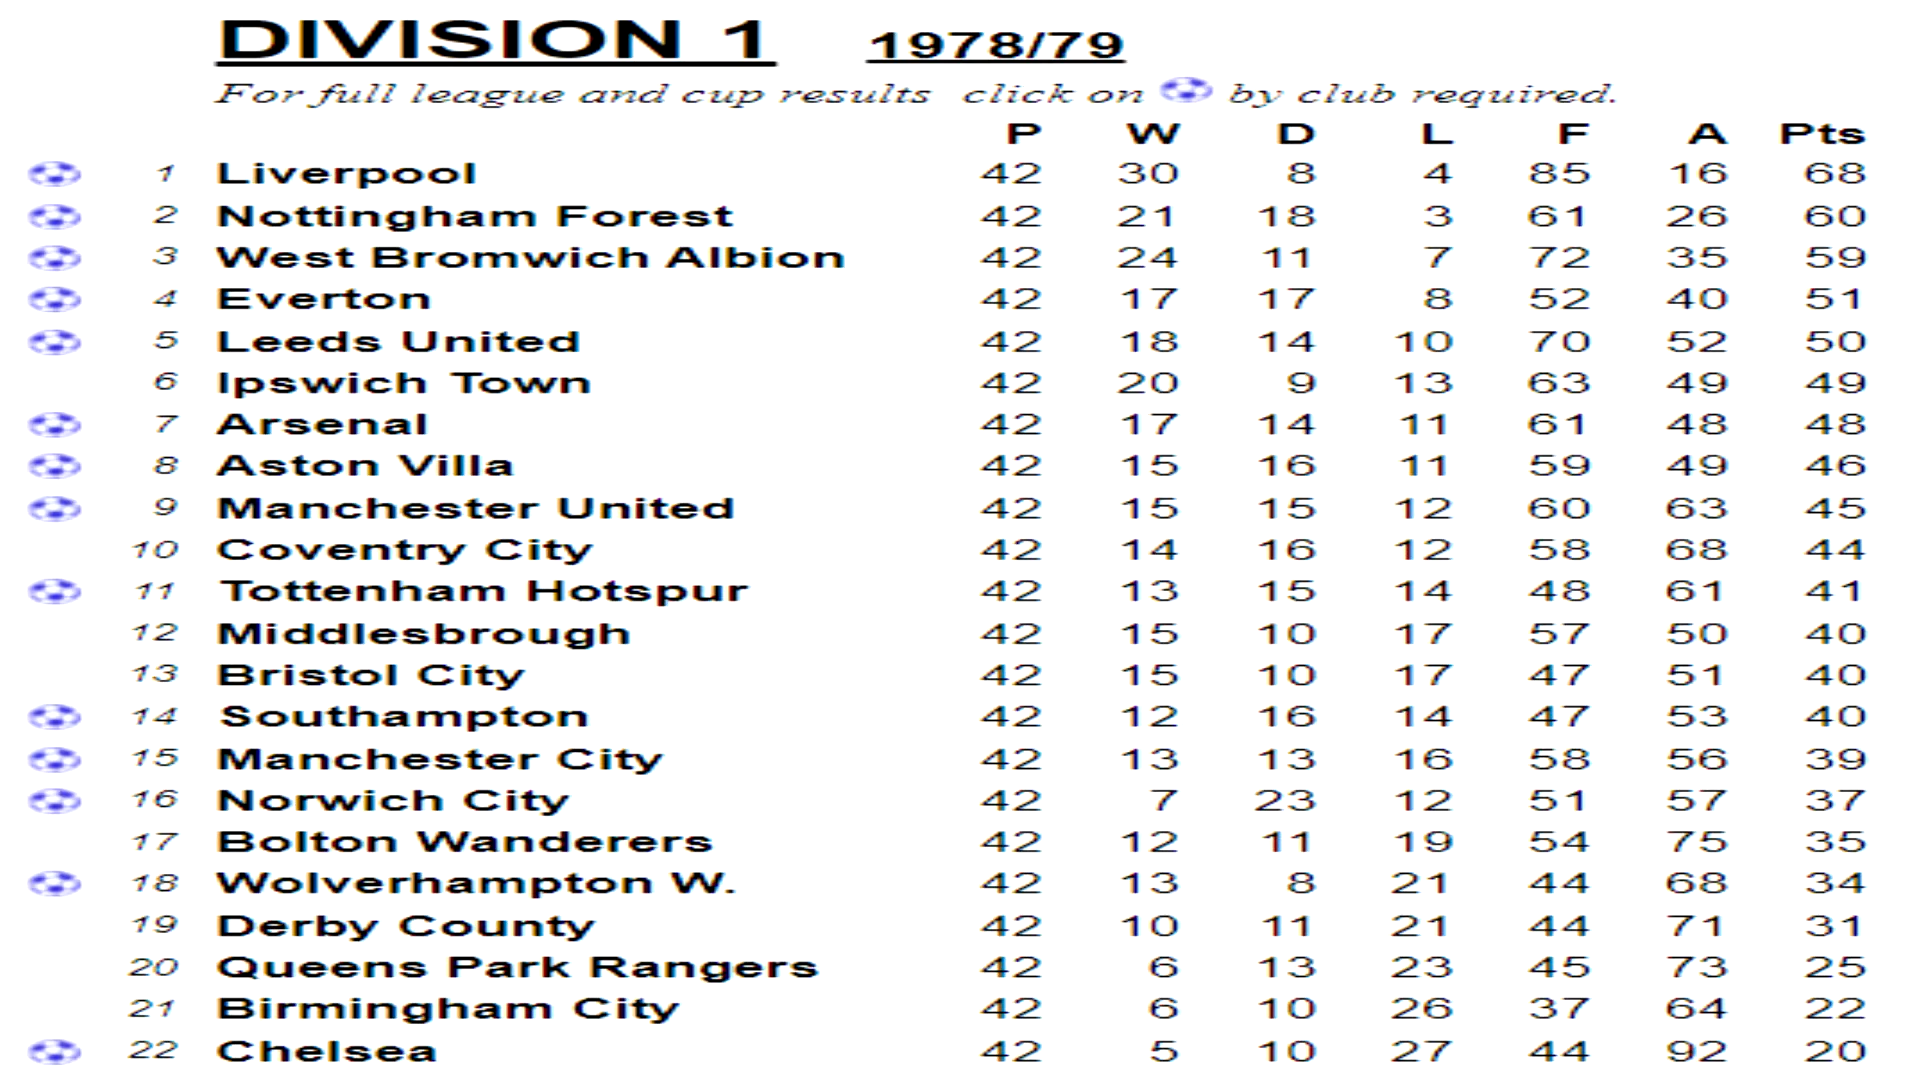 DIVISION 1 1978/79
For full league and cup results click on by club required.
P W D L F A Pts
1 Liverpool 42 30 8 4 85 16 68
2 Nottingham Forest 42 21 18 3 61 26 60
3 West Bromwich Albion 42 24 11 7 72 35 59
4 Everton 42 17 17 8 52 40 51
5 Leeds United 42 18 14 10 70 52 50
6 Ipswich Town 42 20 9 13 63 49 49
7 Arsenal 42 17 14 11 61 48 48
8 Aston Villa 42 15 16 11 59 49 46
9 Manchester United 42 15 15 12 60 63 45
10 Coventry City 42 14 16 12 58 68 44
11 Tottenham Hotspur 42 13 15 14 48 61 41
12 Middlesbrough 42 15 10 17 57 50 40
13 Bristol City 42 15 10 17 47 51 40
14 Southampton 42 12 16 14 47 53 40
15 Manchester City 42 13 13 16 58 56 39
16 Norwich City 42 7 23 12 51 57 37
17 Bolton Wanderers 42 12 11 19 54 75 35
18 Wolverhampton W. 42 13 8 21 44 68 34
19 Derby County 42 10 11 21 44 71 31
20 Queens Park Rangers 42 6 13 23 45 73 25
21 Birmingham City 42 6 10 26 37 64 22
22 Chelsea 42 5 10 27 44 92 20